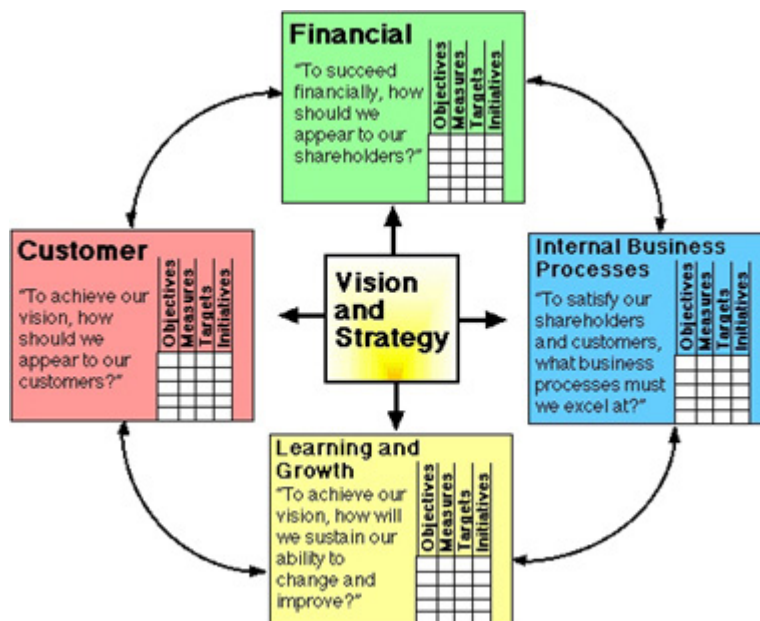 Financial
"To succeed
financially, how
should we
appear to our
shareholders?"
Objectives
Measures
Targets
Initiatives
Customer
"To achieve our
vision, how
should we
appear to our
customers?"
Objectives
Measures
Targets
Initiatives
Vision
and
Strategy
Internal Business
Processes
"To satisfy our
shareholders
and customers,
what business
processes must
we excel at?"
Objectives
Measures
Targets
Initiatives
Learning and
Growth
"To achieve our
vision, how will
we sustain our
ability to
change and
improve?"
Objectives
Measures
Targets
Initiatives